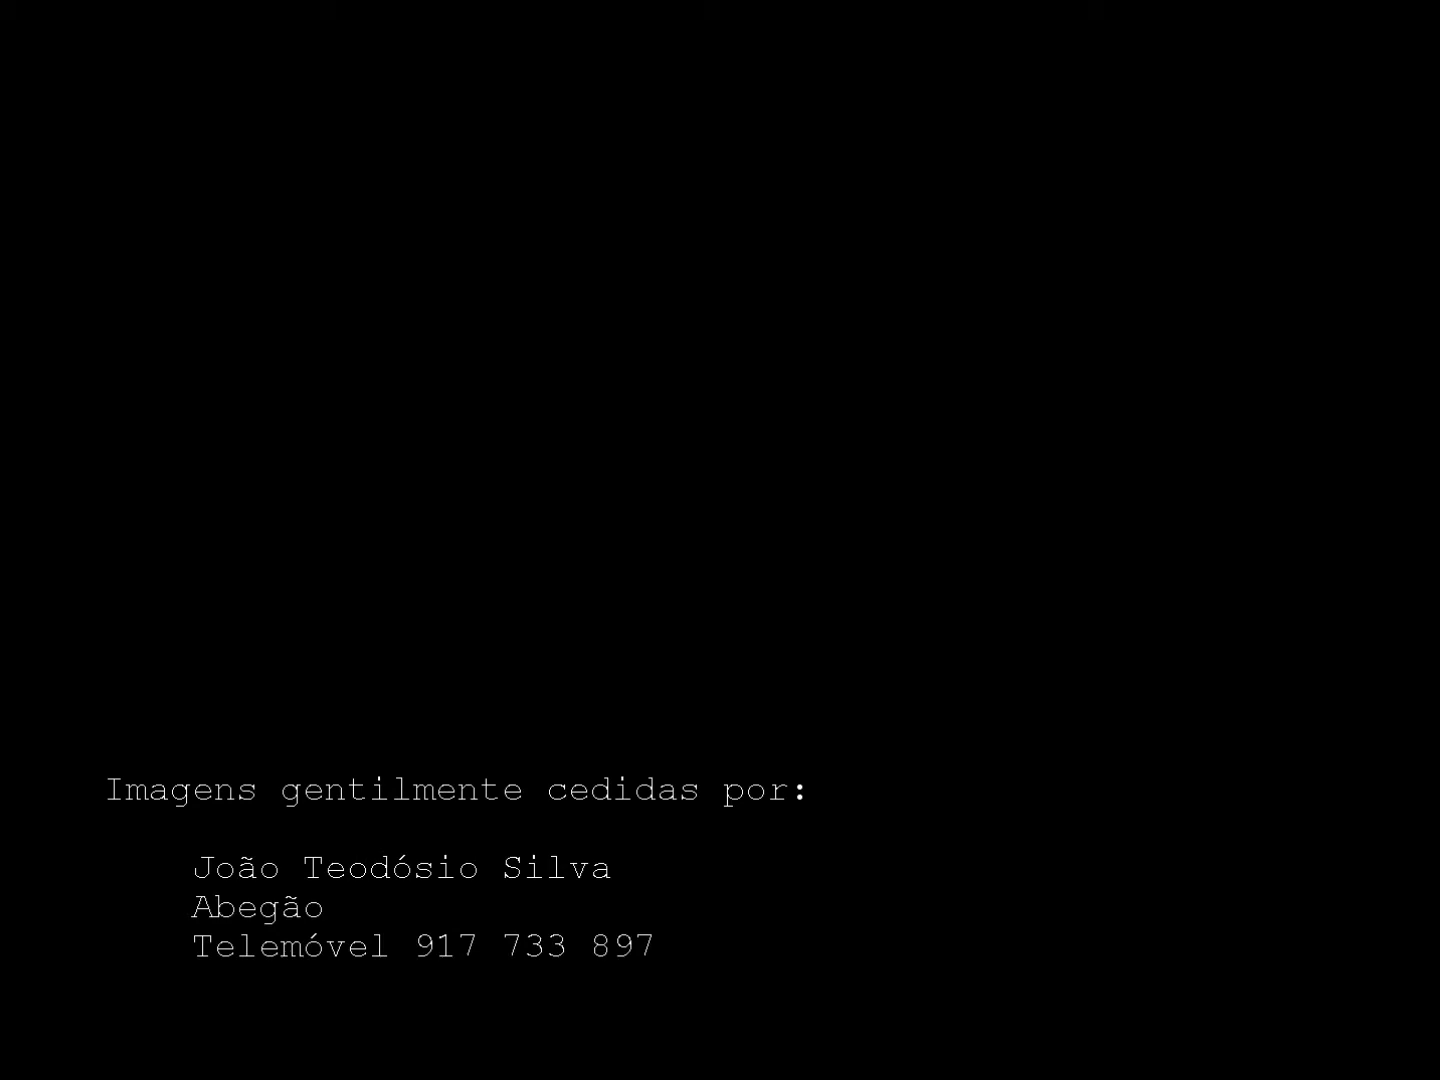 Imagens gentilmente cedidas por:
João Teodósio Silva
Abegão
Telemóvel 917 733 897